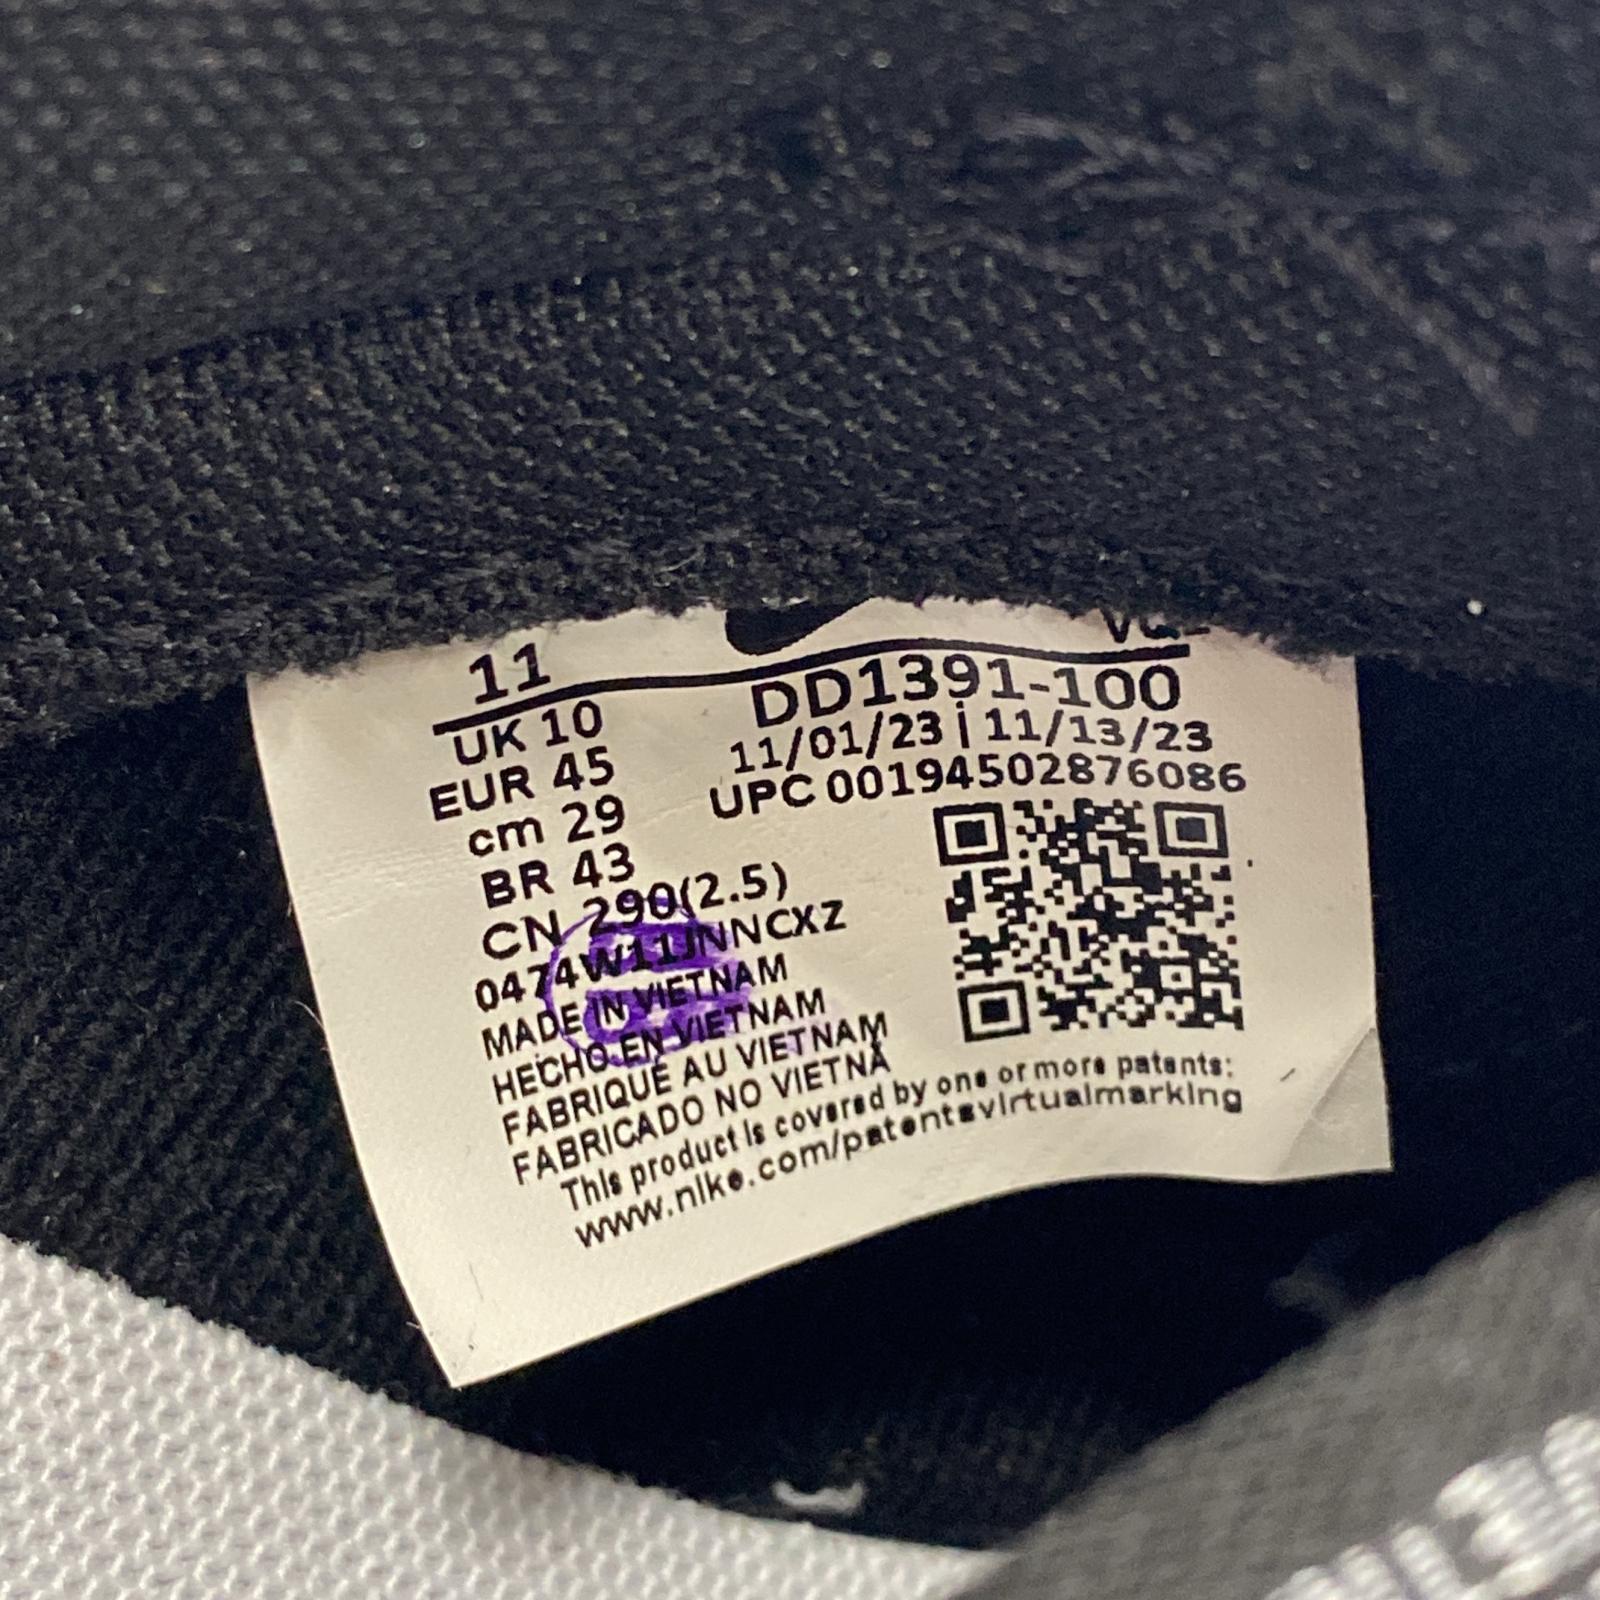 11
UK 10
EUR 45
cm 29
BR 43
CN 290(2.5)
0474W11JNNCXZ
MADE IN VIETNAM
HECHO EN VIETNAM
FABRIQUÉ AU VIETNAM
FABRICADO NO VIETNÃ
DD1391-100
11/01/23 | 11/13/23
UPC 00194502876086
This product is covered by one or more patents:
www.nike.com/patentsvirtualmarking